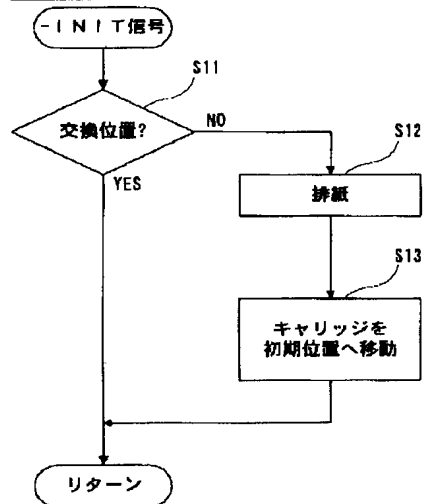 -INIT信号
S11
交換位置?
NO
YES
S12
排紙
S13
キャリッジを
初期位置へ移動
リターン